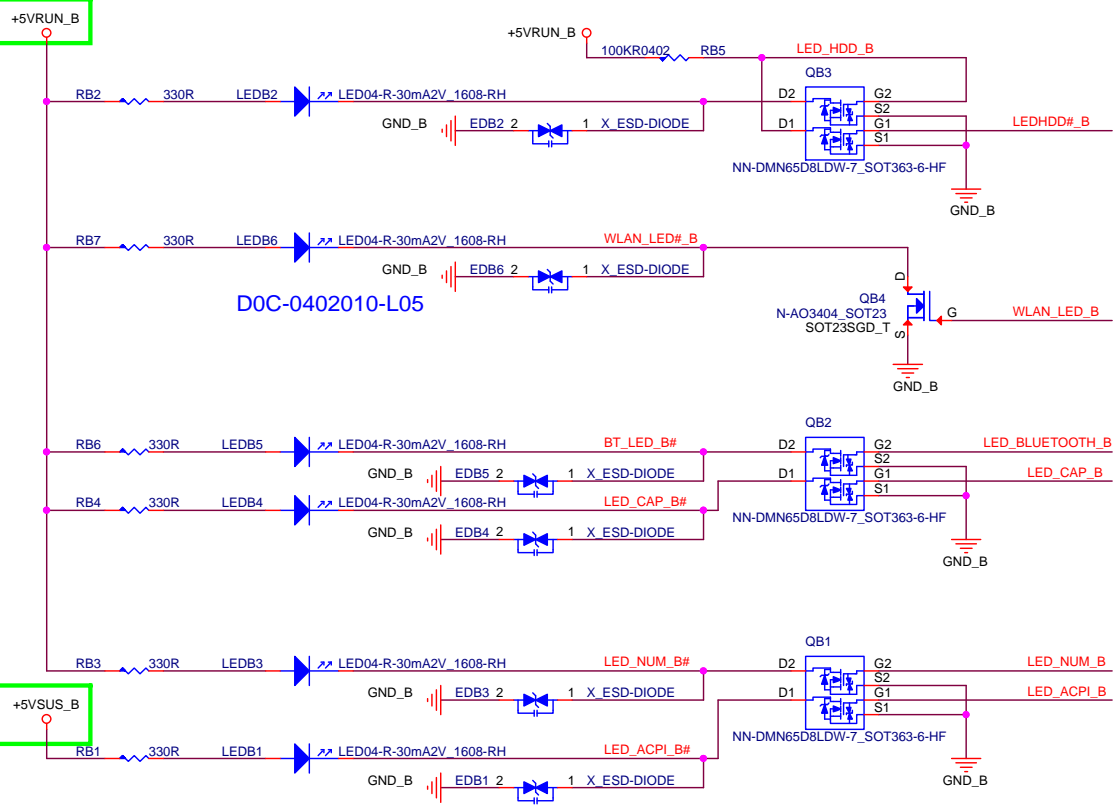 +5VRUN_B
+5VRUN_B
100KR0402 RB5 LED_HDD_B
QB3
RB2 330R LEDB2 LED04-R-30mA2V_1608-RH D2 G2
S2
GND_B EDB2 2 1 X_ESD-DIODE D1 G1 LEDHDD#_B
S1
NN-DMN65D8LDW-7_SOT363-6-HF
GND_B
RB7 330R LEDB6 LED04-R-30mA2V_1608-RH WLAN_LED#_B
GND_B EDB6 2 1 X_ESD-DIODE D
D0C-0402010-L05
QB4
N-AO3404_SOT23 G WLAN_LED_B
SOT23SGD_T S
GND_B
QB2
RB6 330R LEDB5 LED04-R-30mA2V_1608-RH BT_LED_B# D2 G2 LED_BLUETOOTH_B
S2
GND_B EDB5 2 1 X_ESD-DIODE D1 G1 LED_CAP_B
S1
RB4 330R LEDB4 LED04-R-30mA2V_1608-RH LED_CAP_B#
NN-DMN65D8LDW-7_SOT363-6-HF
GND_B EDB4 2 1 X_ESD-DIODE
GND_B
QB1
RB3 330R LEDB3 LED04-R-30mA2V_1608-RH LED_NUM_B# D2 G2 LED_NUM_B
S2
GND_B EDB3 2 1 X_ESD-DIODE D1 G1 LED_ACPI_B
+5VSUS_B
S1
NN-DMN65D8LDW-7_SOT363-6-HF
RB1 330R LEDB1 LED04-R-30mA2V_1608-RH LED_ACPI_B#
GND_B EDB1 2 1 X_ESD-DIODE
GND_B